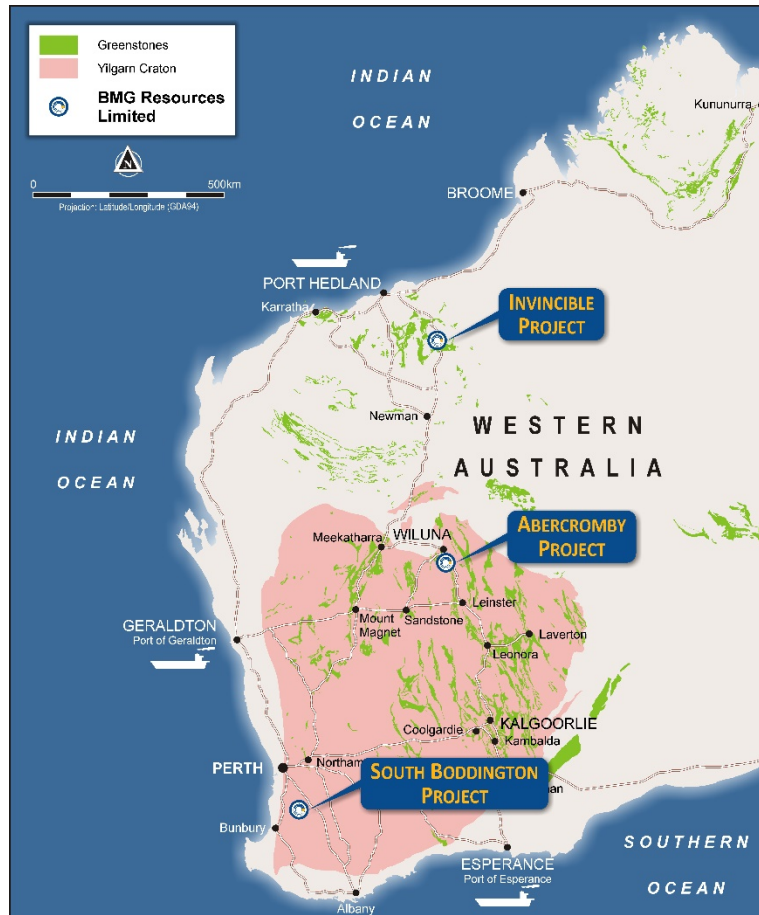 Greenstones
Yilgarn Craton
BMG Resources
Limited
N
0
500km
Projection: Latitude/Longitude (GDA94)
INDIAN
OCEAN
Kununurra
BROOME
PORT HEDLAND
Karratha
INVINCIBLE
PROJECT
Newman
WESTERN
AUSTRALIA
INDIAN
OCEAN
Meekatharra
WILUNA
ABERCROMBY
PROJECT
Mount
Magnet
Sandstone
Leinster
Laverton
Leonora
GERALDTON
Port of Geraldton
Coolgardie
KALGOORLIE
Kambalda
PERTH
Northam
SOUTH BODDINGTON
PROJECT
man
Bunbury
ESPERANCE
Port of Esperance
Albany
SOUTHERN
OCEAN